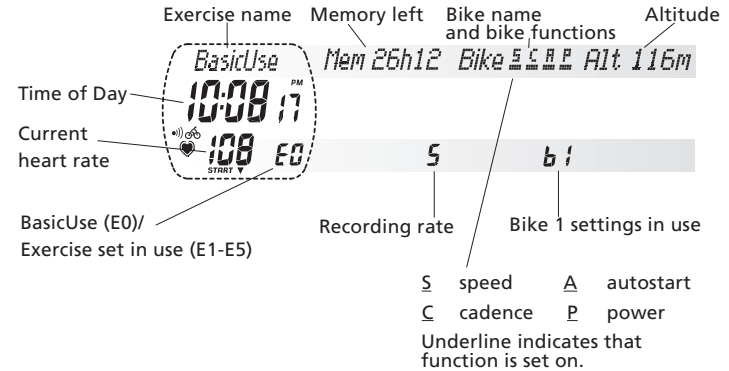 Exercise name
Memory left
Bike name
and bike functions
Altitude
BasicUse
Mem 26h12
Bike S C A P
Alt 116m
Time of Day
PM
10:08 17
Current
heart rate
108
E0
START
5
b1
BasicUse (E0)/
Exercise set in use (E1-E5)
Recording rate
Bike 1 settings in use
S speed
A autostart
C cadence
P power
Underline indicates that
function is set on.